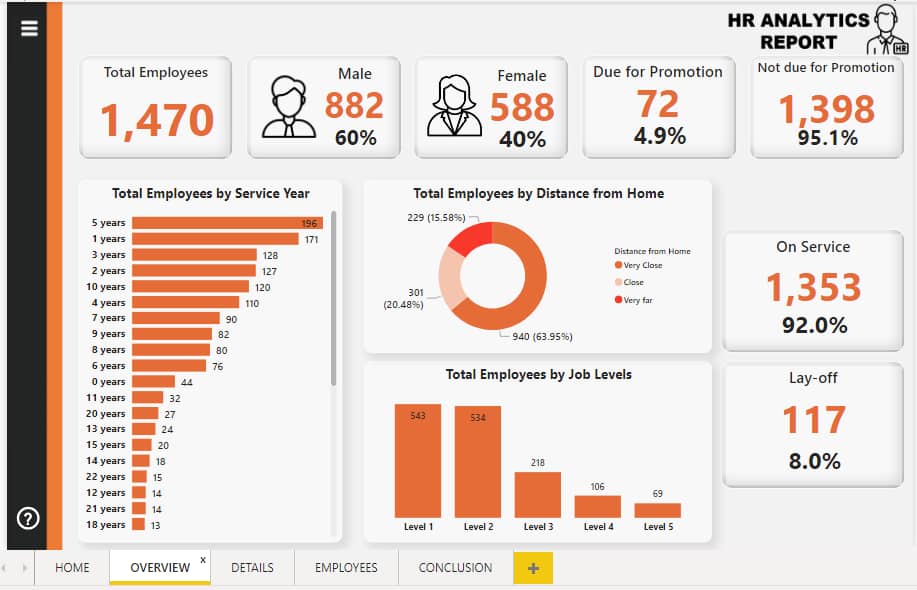 HR ANALYTICS
REPORT
HR
Total Employees
1,470
Male
882
60%
Female
588
40%
Due for Promotion
72
4.9%
Not due for Promotion
1,398
95.1%
Total Employees by Service Year
5 years 196
1 years 171
3 years 128
2 years 127
10 years 120
4 years 110
7 years 90
9 years 82
8 years 80
6 years 76
0 years 44
11 years 32
20 years 27
13 years 24
15 years 20
14 years 18
22 years 15
12 years 14
21 years 14
18 years 13
Total Employees by Distance from Home
229 (15.58%)
301
(20.48%)
940 (63.95%)
Distance from Home
Very Close
Close
Very far
Total Employees by Job Levels
543
534
218
106
69
Level 1 Level 2 Level 3 Level 4 Level 5
On Service
1,353
92.0%
Lay-off
117
8.0%
?
HOME OVERVIEW x DETAILS EMPLOYEES CONCLUSION +